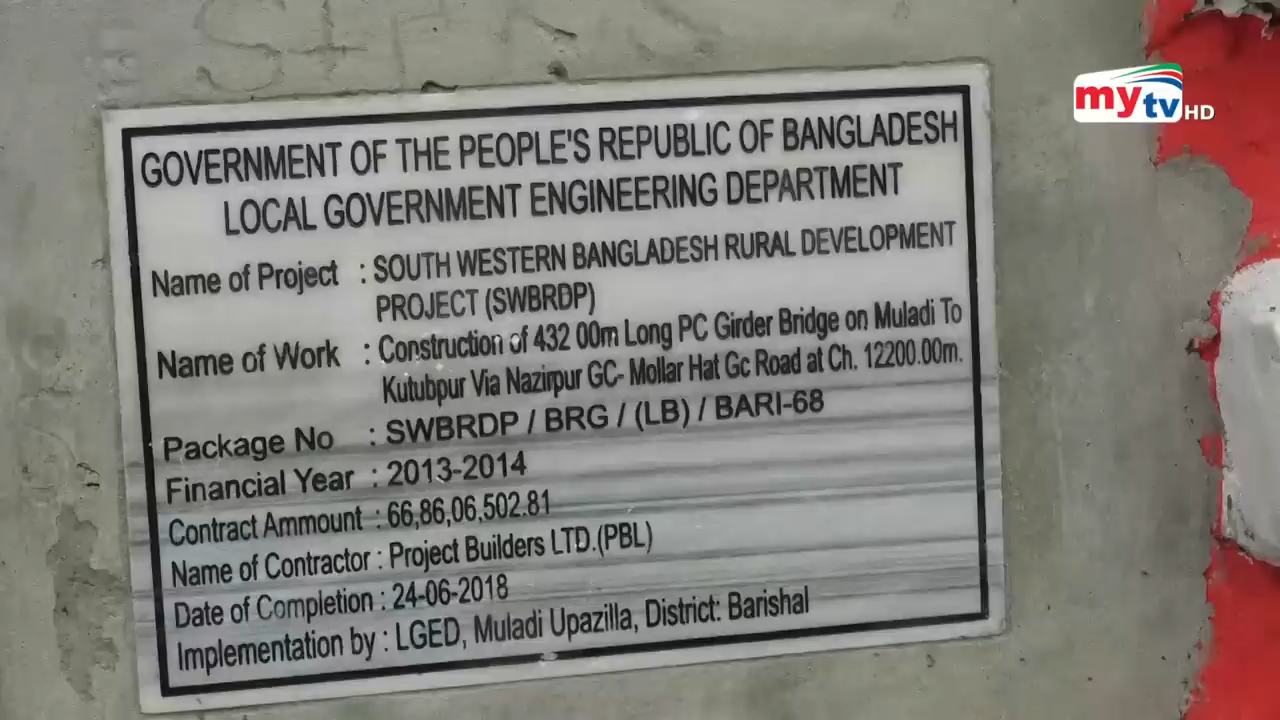 my tv HD
GOVERNMENT OF THE PEOPLE'S REPUBLIC OF BANGLADESH
LOCAL GOVERNMENT ENGINEERING DEPARTMENT
Name of Project : SOUTH WESTERN BANGLADESH RURAL DEVELOPMENT
PROJECT (SWBRDP)
Name of Work : Construction of 432 00m Long PC Girder Bridge on Muladi To
Kutubpur Via Nazirpur GC- Mollar Hat Gc Road at Ch. 12200.00m.
Package No : SWBRDP / BRG / (LB) / BARI-68
Financial Year : 2013-2014
Contract Ammount : 66,86,06,502.81
Name of Contractor : Project Builders LTD.(PBL)
Date of Completion : 24-06-2018
Implementation by : LGED, Muladi Upazilla, District: Barishal